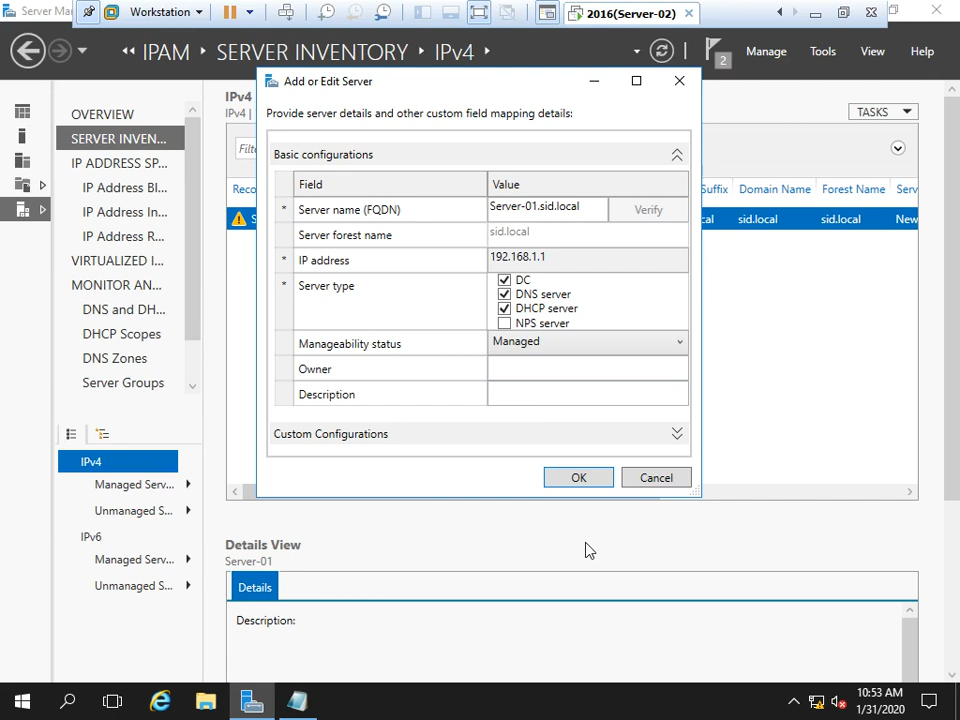 Server Ma
Workstation
2016(Server-02)
IPAM
SERVER INVENTORY
IPv4
2
Manage
Tools
View
Help
OVERVIEW
SERVER INVEN...
IP ADDRESS SP...
IP Address Bl...
IP Address In...
IP Address R...
VIRTUALIZED I...
MONITOR AN...
DNS and DH...
DHCP Scopes
DNS Zones
Server Groups
IPv4
Managed Serv...
Unmanaged S...
IPv6
Managed Serv...
Unmanaged S...
IPv4
IPv4 |
TASKS
Filte
Reco
Suffix
Domain Name
Forest Name
Serv
S
cal
sid.local
sid.local
New
Add or Edit Server
Provide server details and other custom field mapping details:
Basic configurations
Field
Value
* Server name (FQDN)
Server-01.sid.local
Verify
Server forest name
sid.local
* IP address
192.168.1.1
* Server type
DC
DNS server
DHCP server
NPS server
Manageability status
Managed
Owner
Description
Custom Configurations
OK
Cancel
Details View
Server-01
Details
Description:
10:53 AM
1/31/2020